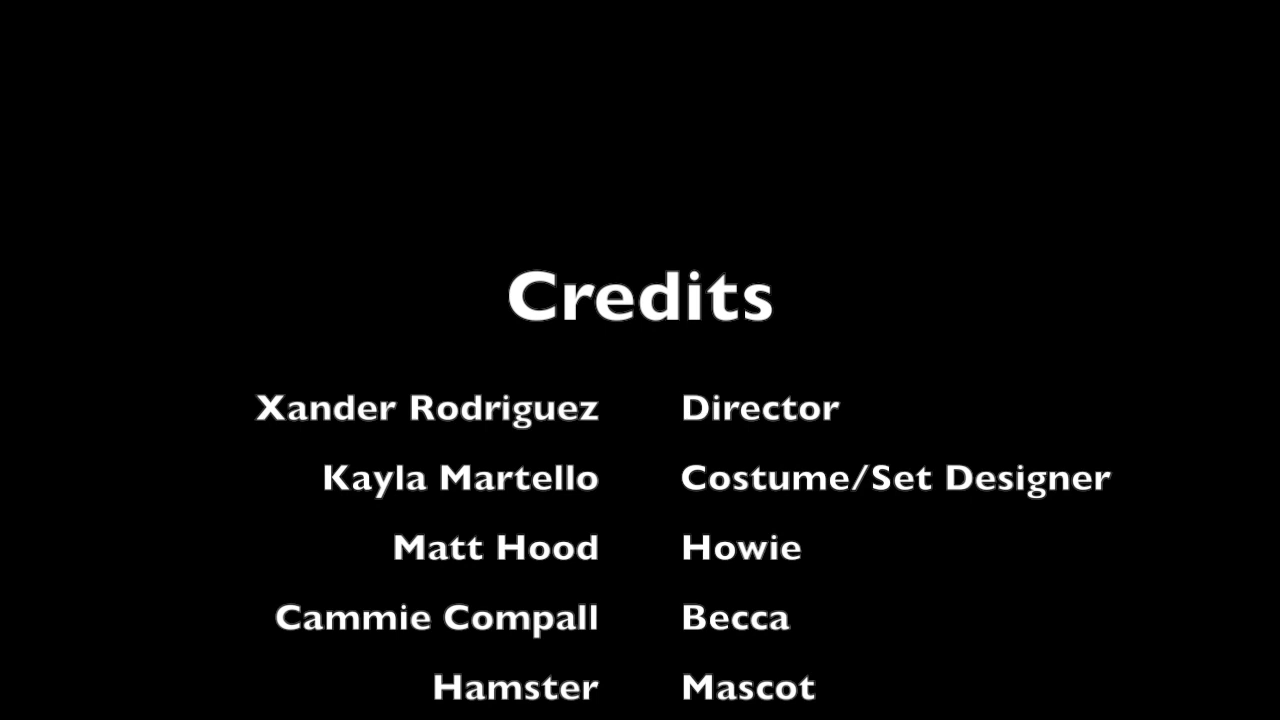 Credits
Xander Rodriguez Director
Kayla Martello Costume/Set Designer
Matt Hood Howie
Cammie Compall Becca
Hamster Mascot